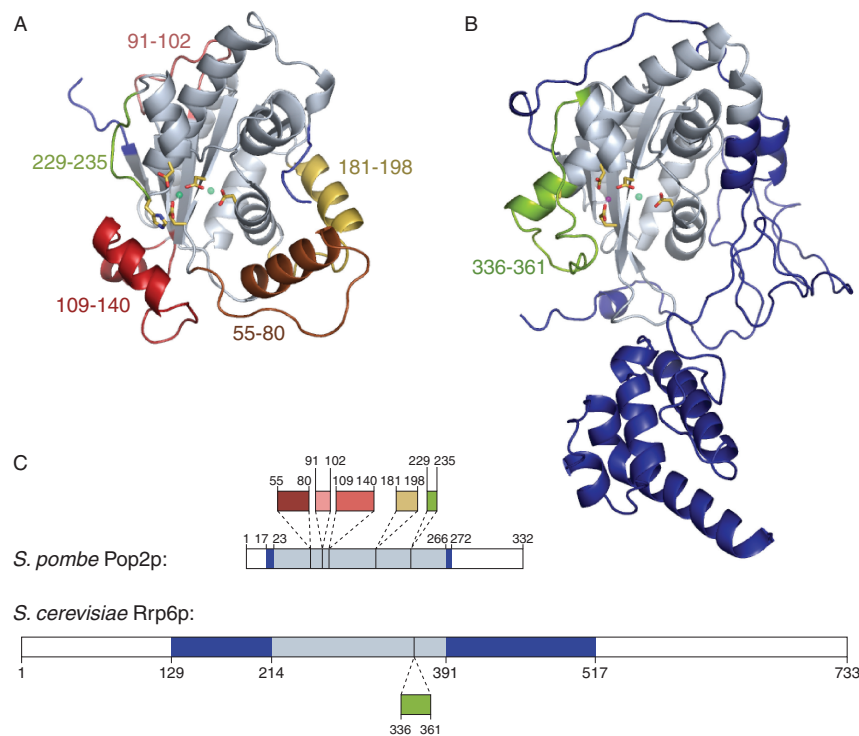 A
B
91-102
229-235
181-198
109-140
55-80
336-361
C
91 102 229 235
55 80 109 140 181 198
1 17 23 266 272 332
S. pombe Pop2p:
S. cerevisiae Rrp6p:
1 129 214 391 517 733
336 361